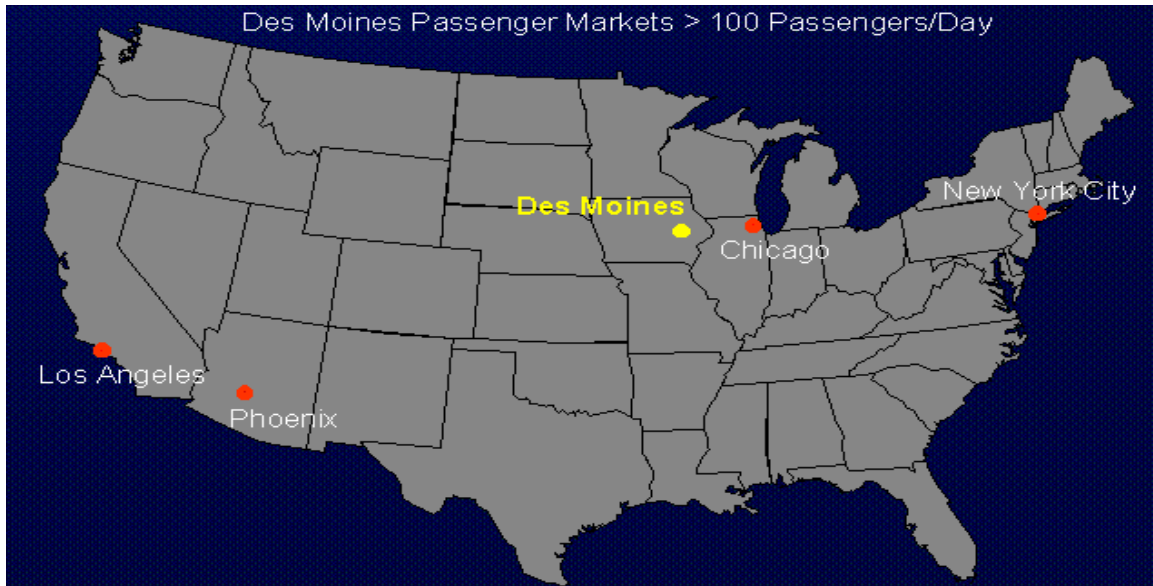 Des Moines Passenger Markets > 100 Passengers/Day
New York City
Des Moines
Chicago
Los Angeles
Phoenix